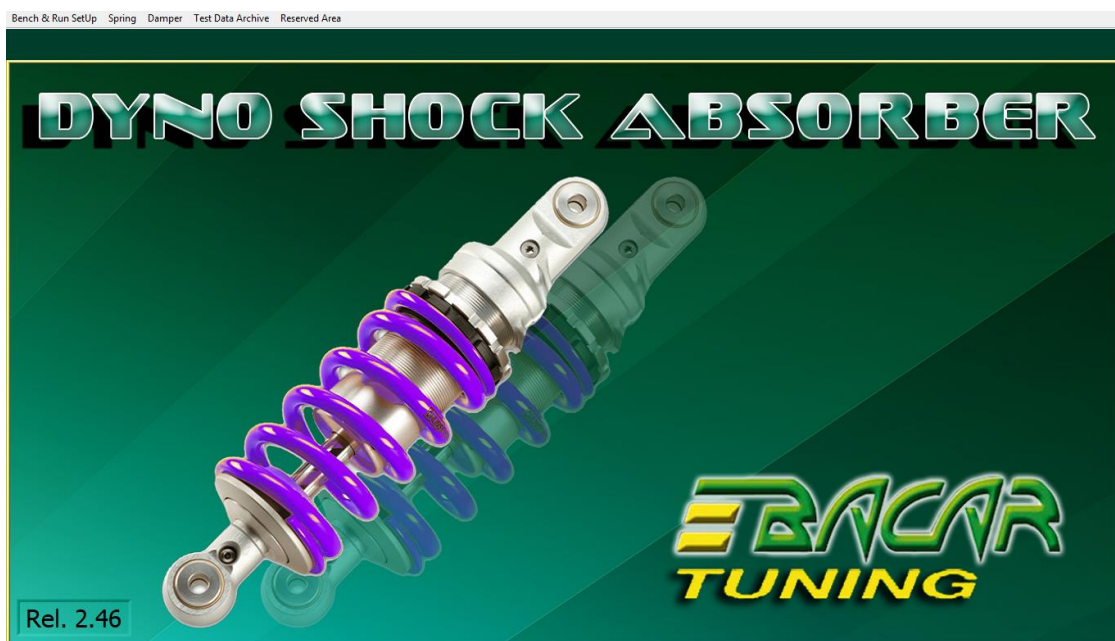 Bench & Run SetUp Spring Damper Test Data Archive Reserved Area
DYNO SHOCK ABSORBER
BACAR
TUNING
Rel. 2.46